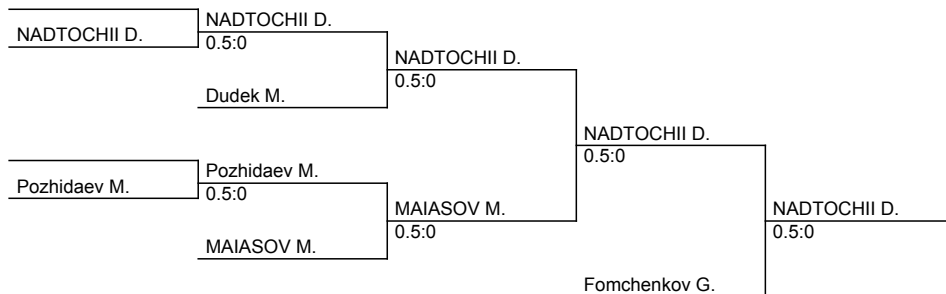 NADTOCHII D.
NADTOCHII D.
0.5:0
NADTOCHII D.
0.5:0
Dudek M.
NADTOCHII D.
0.5:0
Pozhidaev M.
Pozhidaev M.
0.5:0
MAIASOV M.
0.5:0
NADTOCHII D.
0.5:0
MAIASOV M.
Fomchenkov G.